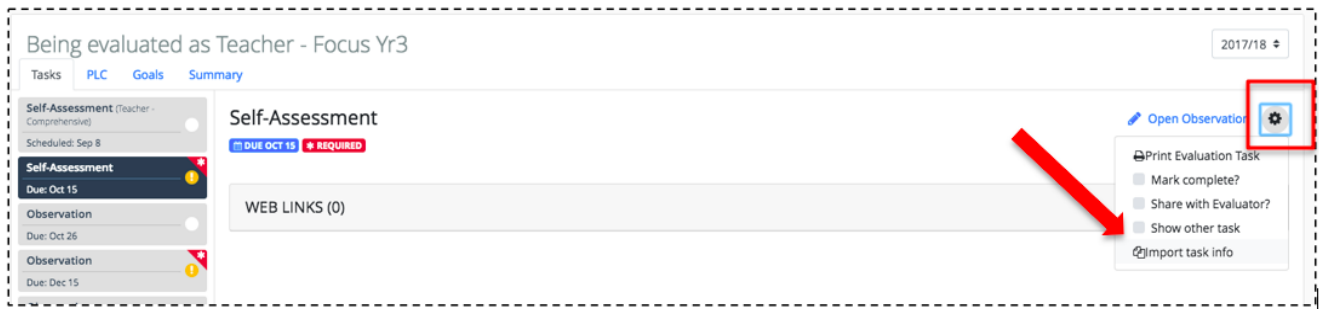 Being evaluated as Teacher - Focus Yr3
2017/18
Tasks PLC Goals Summary
Self-Assessment (Teacher -
Comprehensive)
Scheduled: Sep 8
Self-Assessment
Due: Oct 15
Observation
Due: Oct 26
Observation
Due: Dec 15
Self-Assessment
DUE OCT 15 REQUIRED
WEB LINKS (0)
Open Observation
Print Evaluation Task
Mark complete?
Share with Evaluator?
Show other task
Import task info